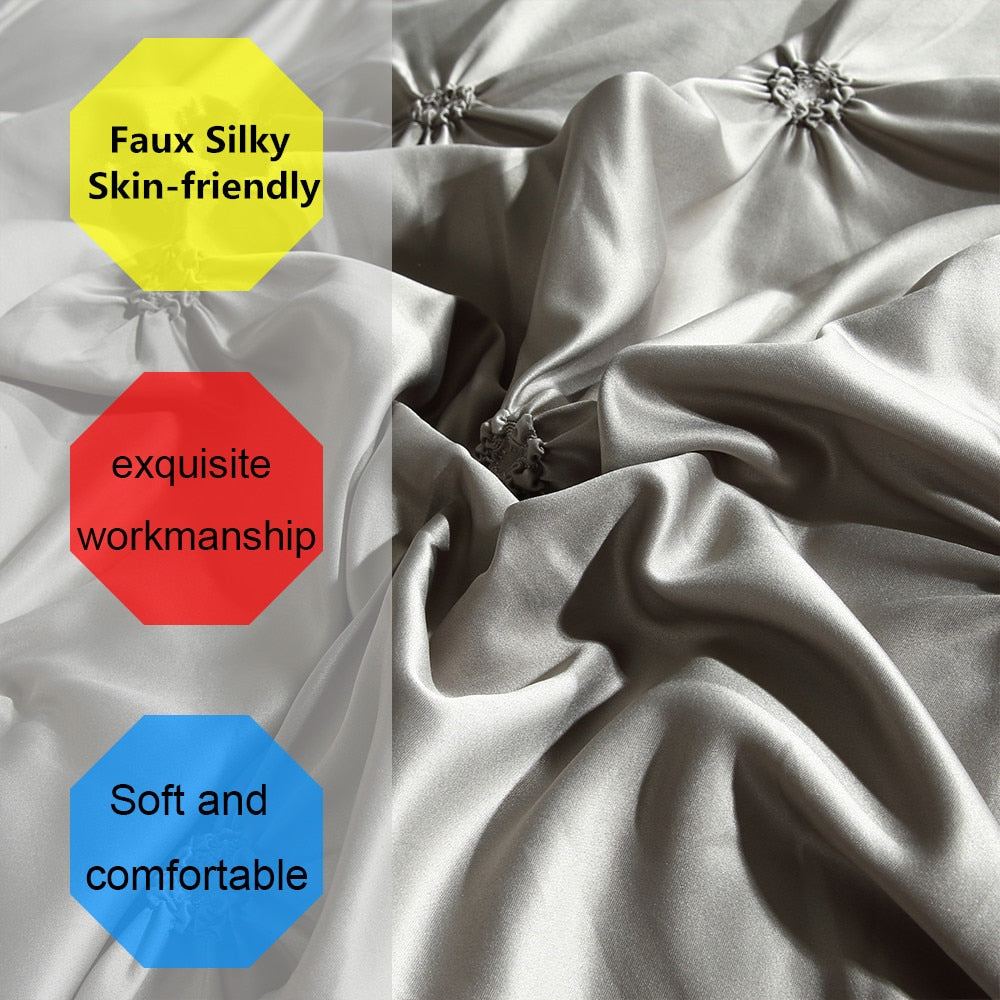 Faux Silky
Skin-friendly
exquisite
workmanship
Soft and
comfortable